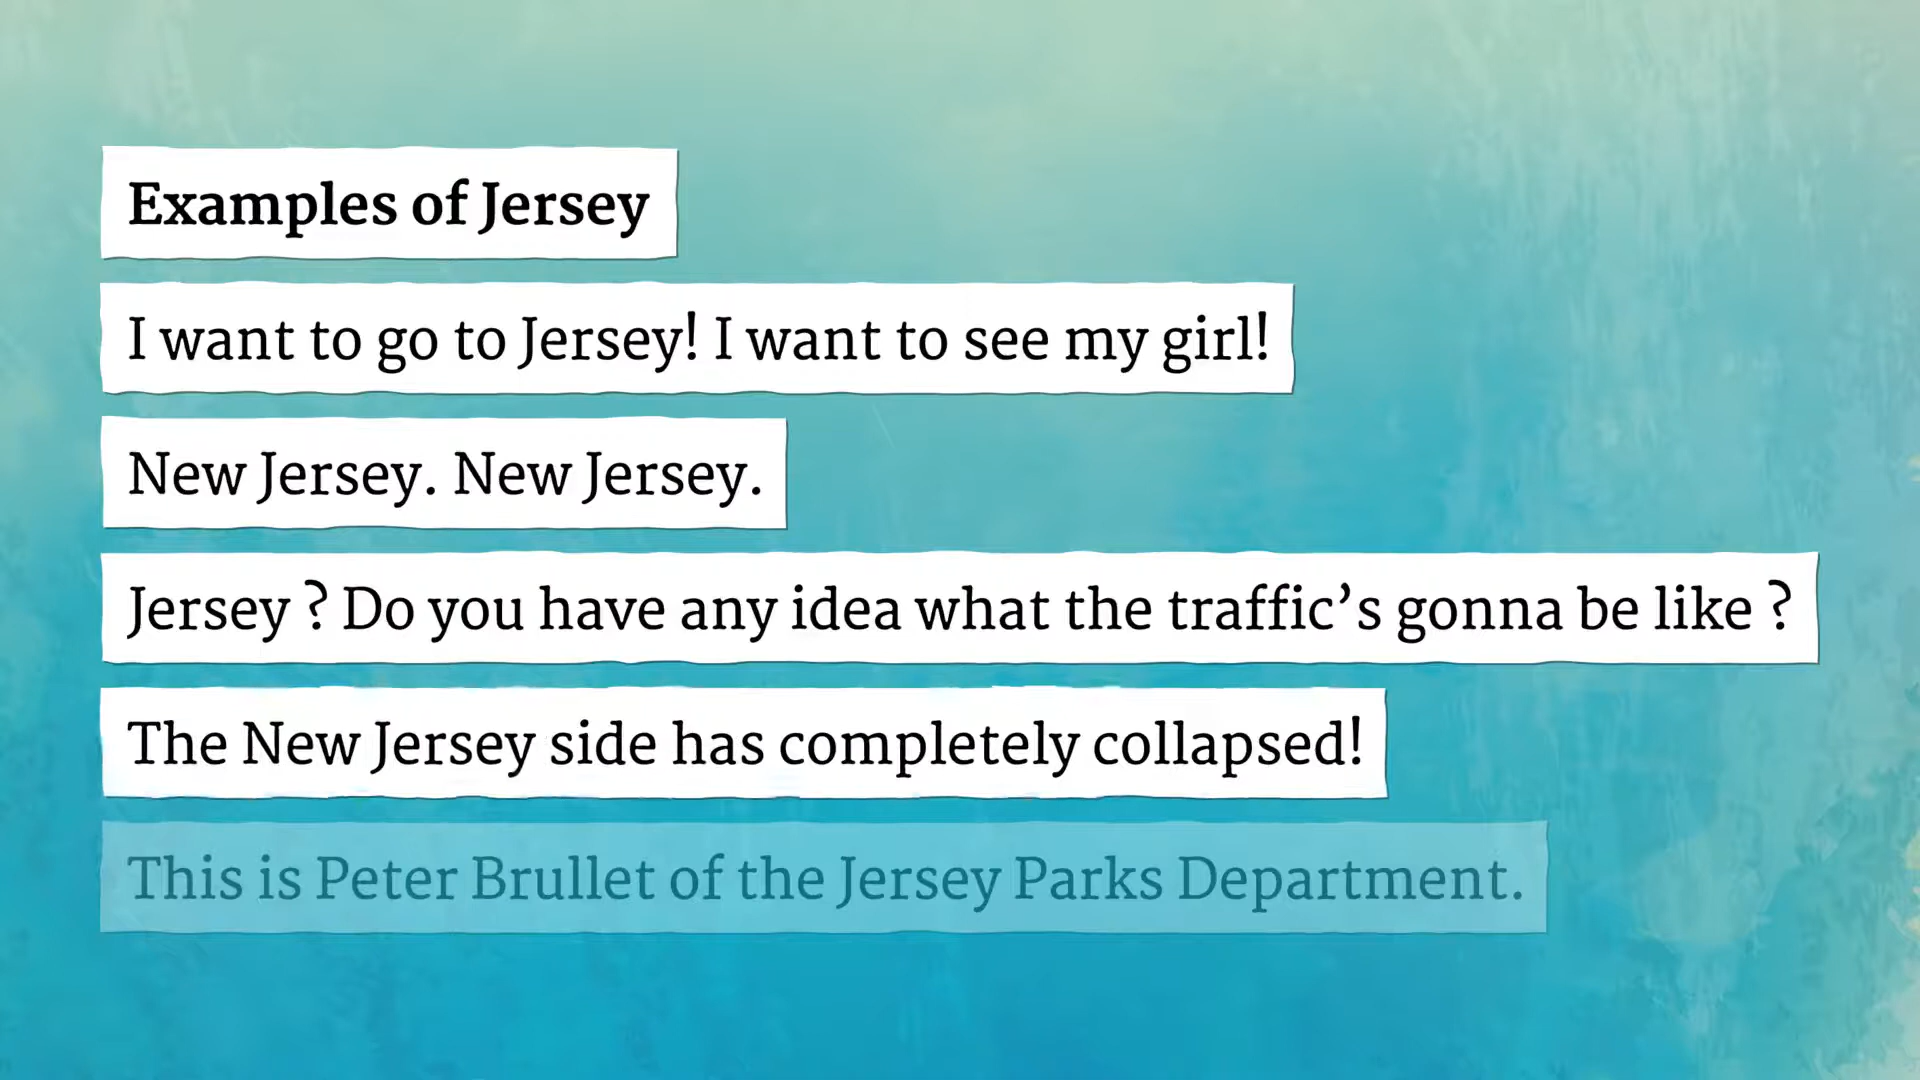 Examples of Jersey
I want to go to Jersey! I want to see my girl!
New Jersey. New Jersey.
Jersey ? Do you have any idea what the traffic’s gonna be like ?
The New Jersey side has completely collapsed!
This is Peter Brullet of the Jersey Parks Department.